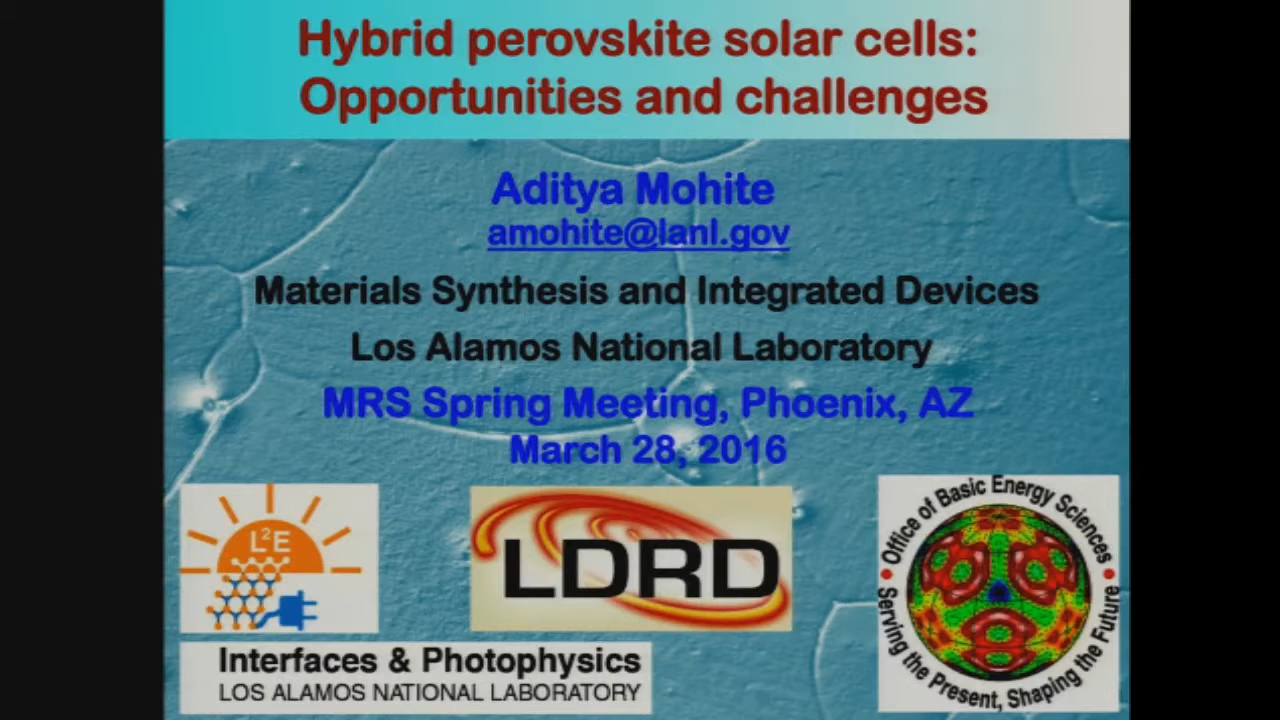 Hybrid perovskite solar cells:
Opportunities and challenges
Aditya Mohite
amohite@lanl.gov
Materials Synthesis and Integrated Devices
Los Alamos National Laboratory
MRS Spring Meeting, Phoenix, AZ
March 28, 2016
L²E
LDRD
Office of Basic Energy Sciences
Serving the Present, Shaping the Future
Interfaces & Photophysics
LOS ALAMOS NATIONAL LABORATORY